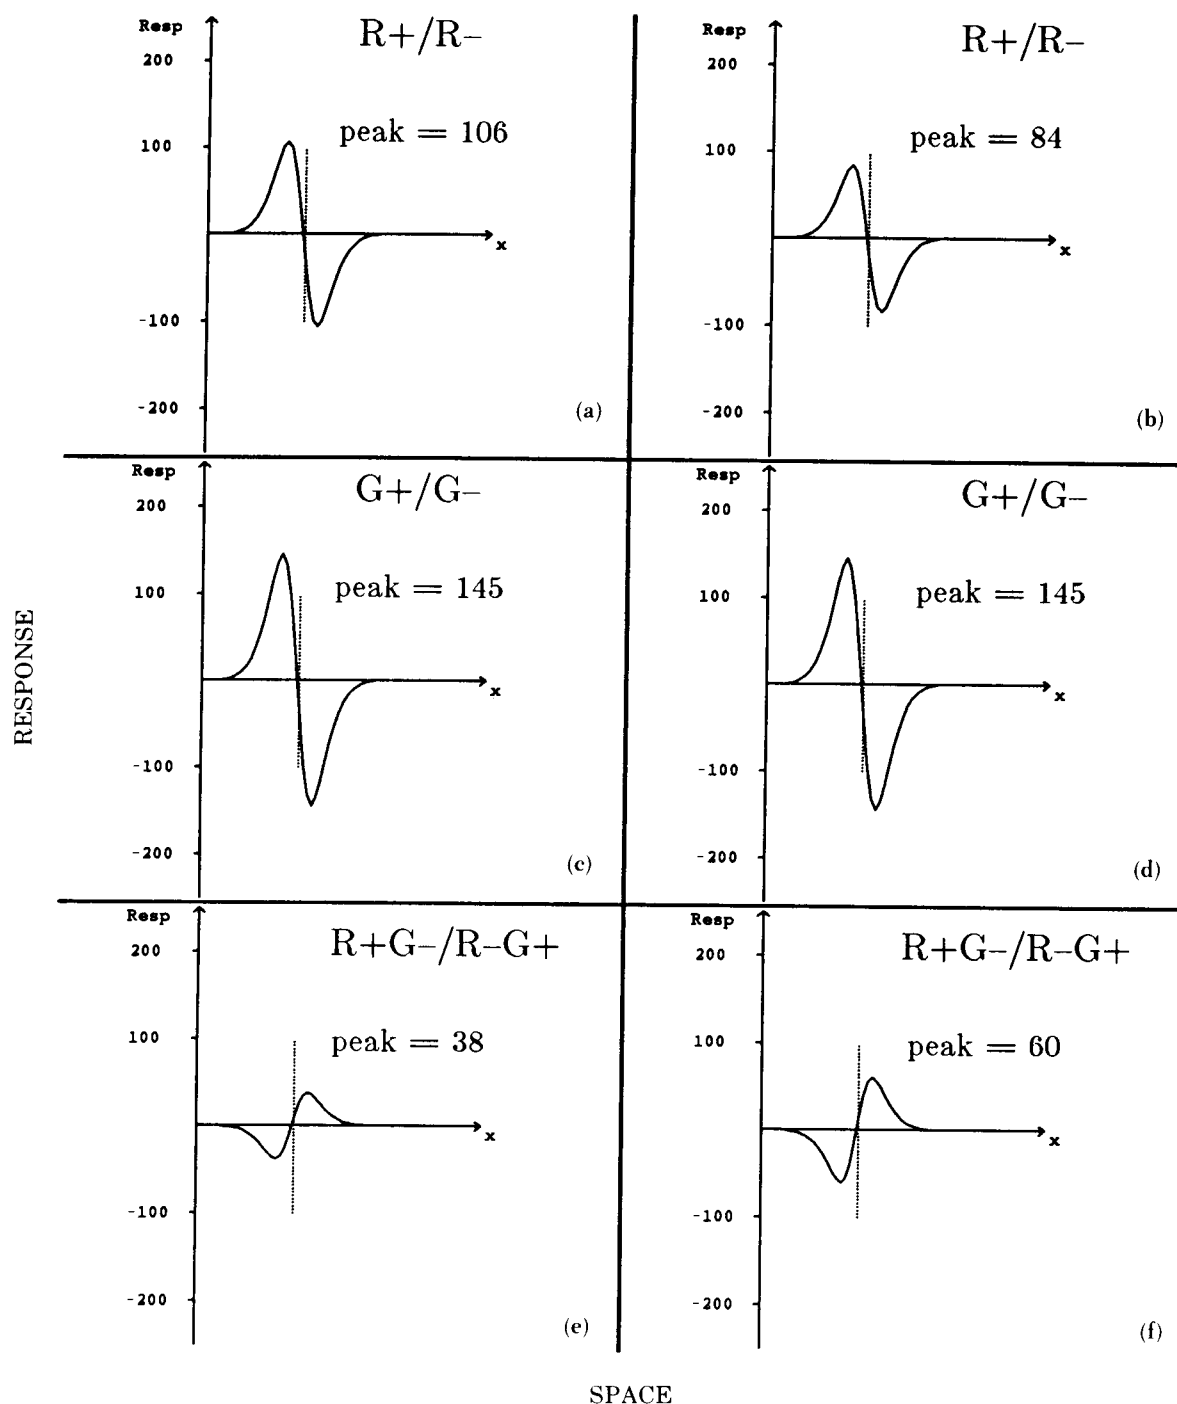 Resp
R+/R–
200
peak = 106
100
x
-100
-200
(a)
Resp
R+/R–
200
peak = 84
100
x
-100
-200
(b)
Resp
G+/G–
200
peak = 145
100
x
-100
-200
(c)
Resp
G+/G–
200
peak = 145
100
x
-100
-200
(d)
Resp
R+G–/R–G+
200
peak = 38
100
x
-100
-200
(e)
Resp
R+G–/R–G+
200
peak = 60
100
x
-100
-200
(f)
RESPONSE
SPACE